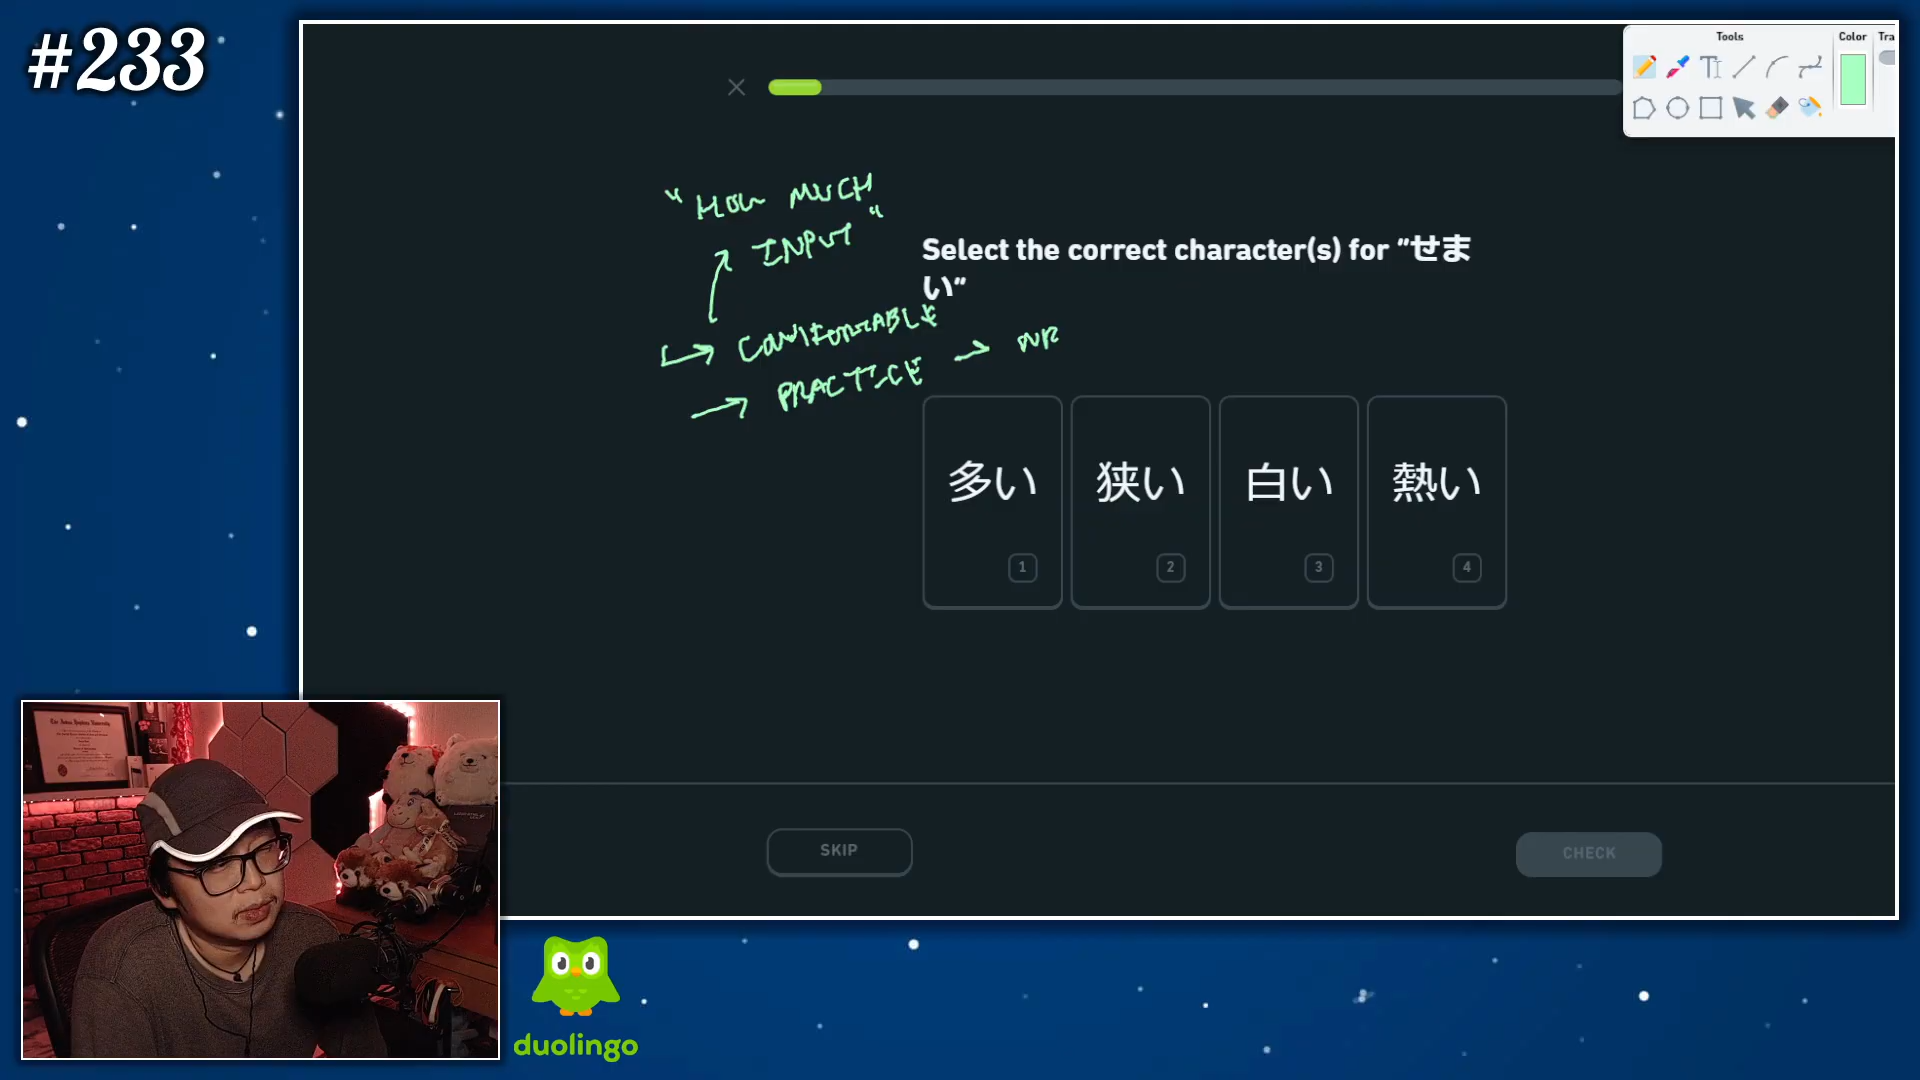 #233
Tools
Color
Tra
"HOW MUCH
INPUT"
COMFORTABLE
PRACTICE
Select the correct character(s) for "せま
い"
多い
狭い
白い
熱い
1
2
3
4
SKIP
CHECK
duolingo